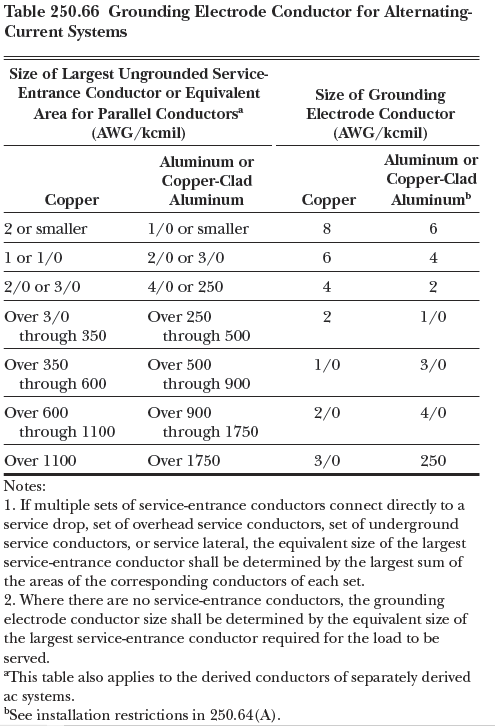 Table 250.66 Grounding Electrode Conductor for Alternating-
Current Systems
Size of Largest Ungrounded Service-
Entrance Conductor or Equivalent
Area for Parallel Conductorsᵃ
(AWG/kcmil)
Size of Grounding
Electrode Conductor
(AWG/kcmil)
Copper
Aluminum or
Copper-Clad
Aluminum
Copper
Aluminum or
Copper-Clad
Aluminumᵇ
2 or smaller 1/0 or smaller 8 6
1 or 1/0 2/0 or 3/0 6 4
2/0 or 3/0 4/0 or 250 4 2
Over 3/0 Over 250 2 1/0
through 350 through 500
Over 350 Over 500 1/0 3/0
through 600 through 900
Over 600 Over 900 2/0 4/0
through 1100 through 1750
Over 1100 Over 1750 3/0 250
Notes:
1. If multiple sets of service-entrance conductors connect directly to a
service drop, set of overhead service conductors, set of underground
service conductors, or service lateral, the equivalent size of the largest
service-entrance conductor shall be determined by the largest sum of
the areas of the corresponding conductors of each set.
2. Where there are no service-entrance conductors, the grounding
electrode conductor size shall be determined by the equivalent size of
the largest service-entrance conductor required for the load to be
served.
ᵃThis table also applies to the derived conductors of separately derived
ac systems.
ᵇSee installation restrictions in 250.64(A).